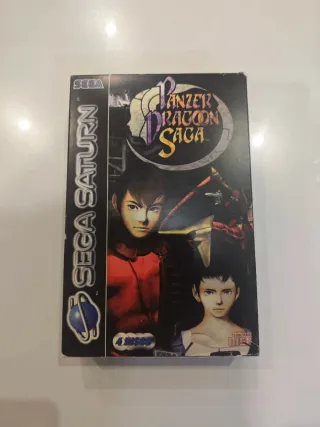 SEGA
PANZER
DRAGOON
SAGA
SEGA SATURN
4 DISCS